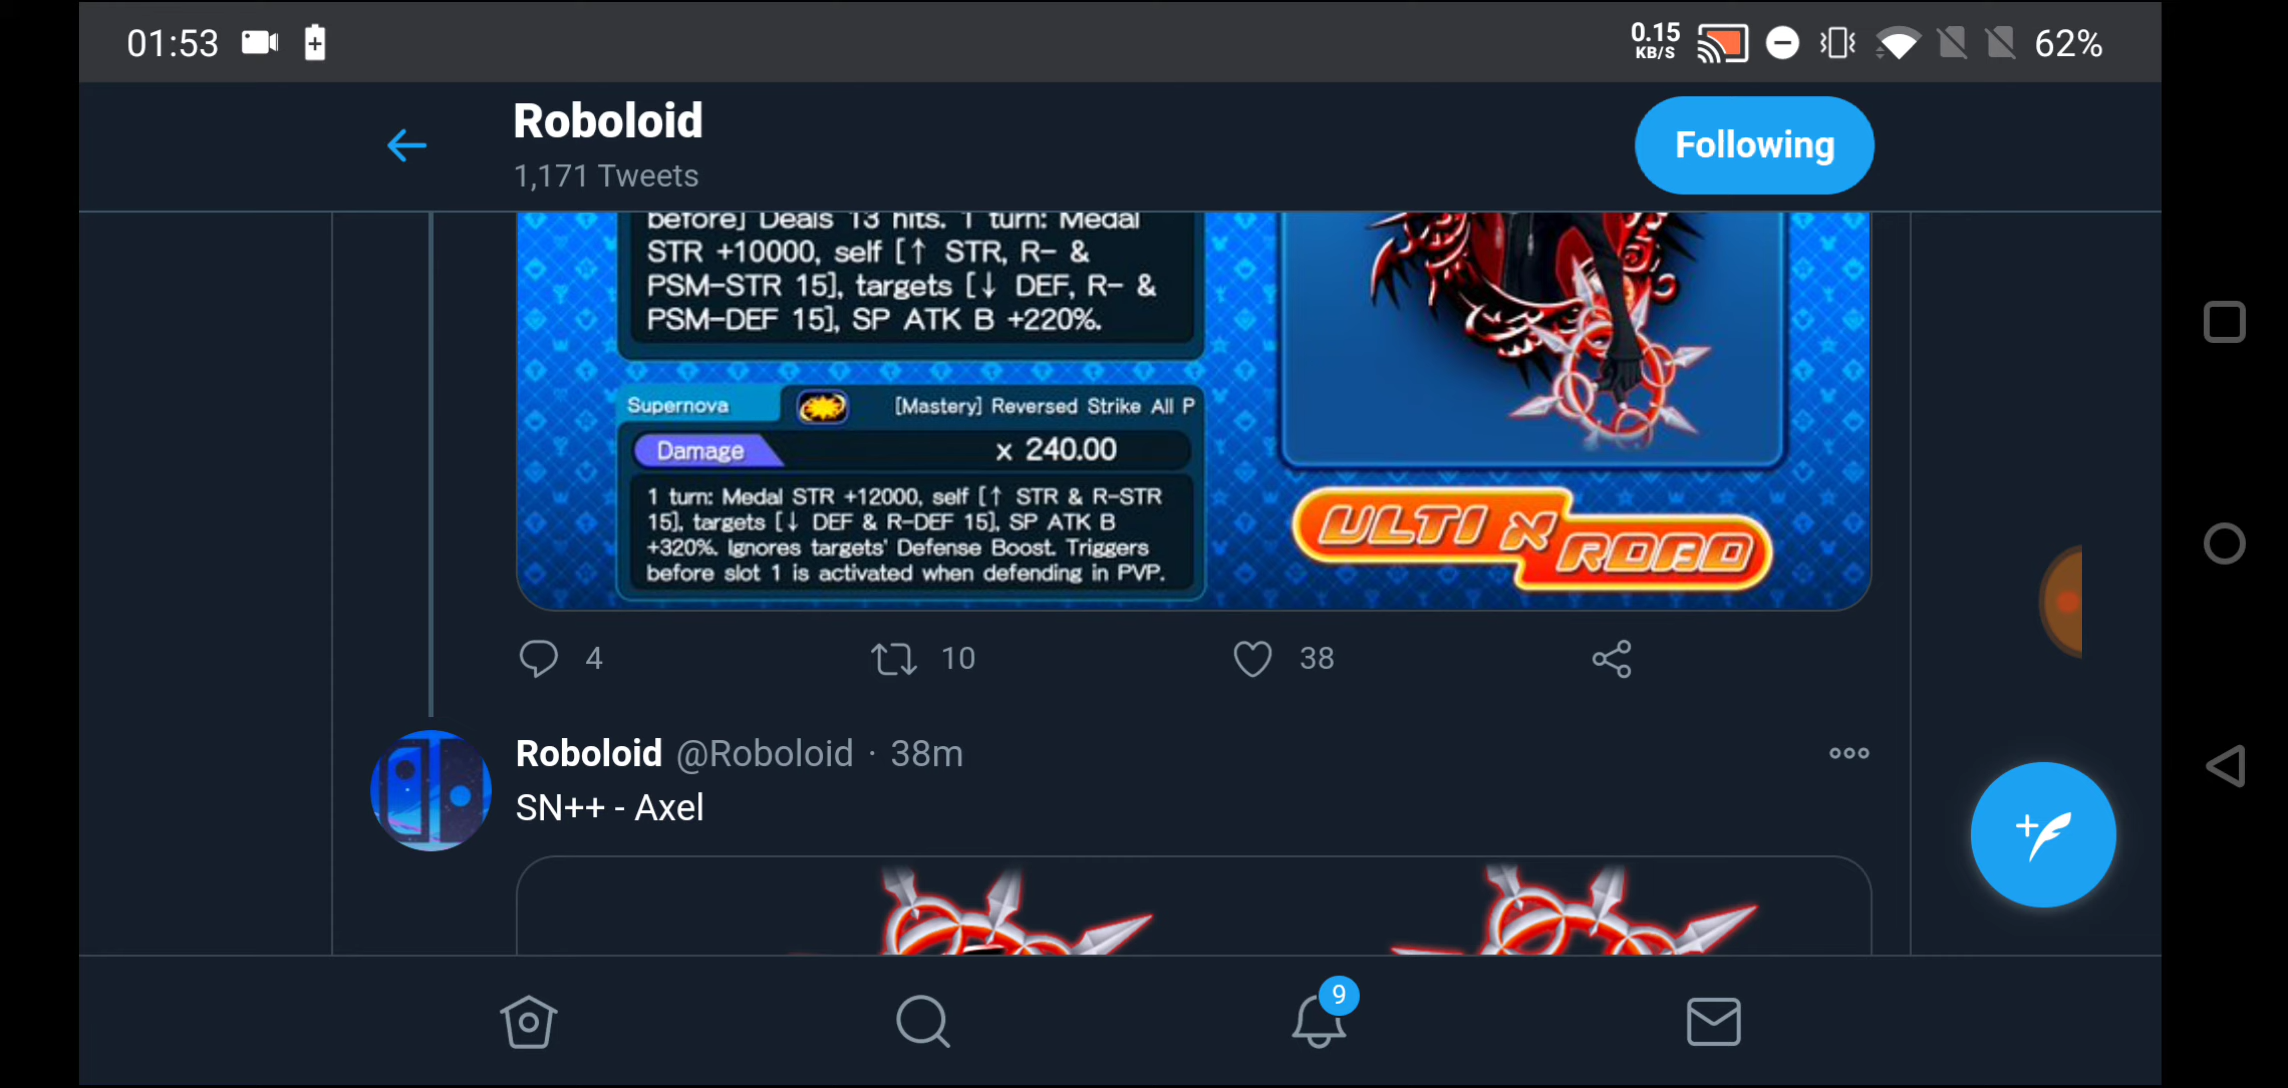 01:53
0.15
KB/S
62%
Roboloid
1,171 Tweets
Following
before] Deals 13 hits. 1 turn: Medal
STR +10000, self [↑ STR, R- &
PSM-STR 15], targets [↓ DEF, R- &
PSM-DEF 15], SP ATK B +220%.
Supernova
[Mastery] Reversed Strike All P
Damage
x 240.00
1 turn: Medal STR +12000, self [↑ STR & R-STR
15], targets [↓ DEF & R-DEF 15], SP ATK B
+320%. Ignores targets' Defense Boost. Triggers
before slot 1 is activated when defending in PVP.
ULTI X
ROBO
4
10
38
Roboloid @Roboloid · 38m
SN++ - Axel
9